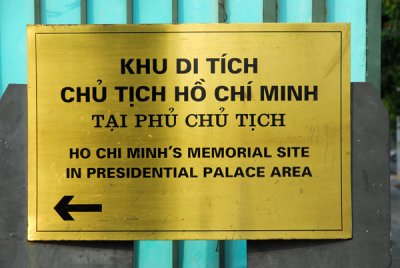 KHU DI TÍCH
CHỦ TỊCH HỒ CHÍ MINH
TẠI PHỦ CHỦ TỊCH
HO CHI MINH'S MEMORIAL SITE
IN PRESIDENTIAL PALACE AREA